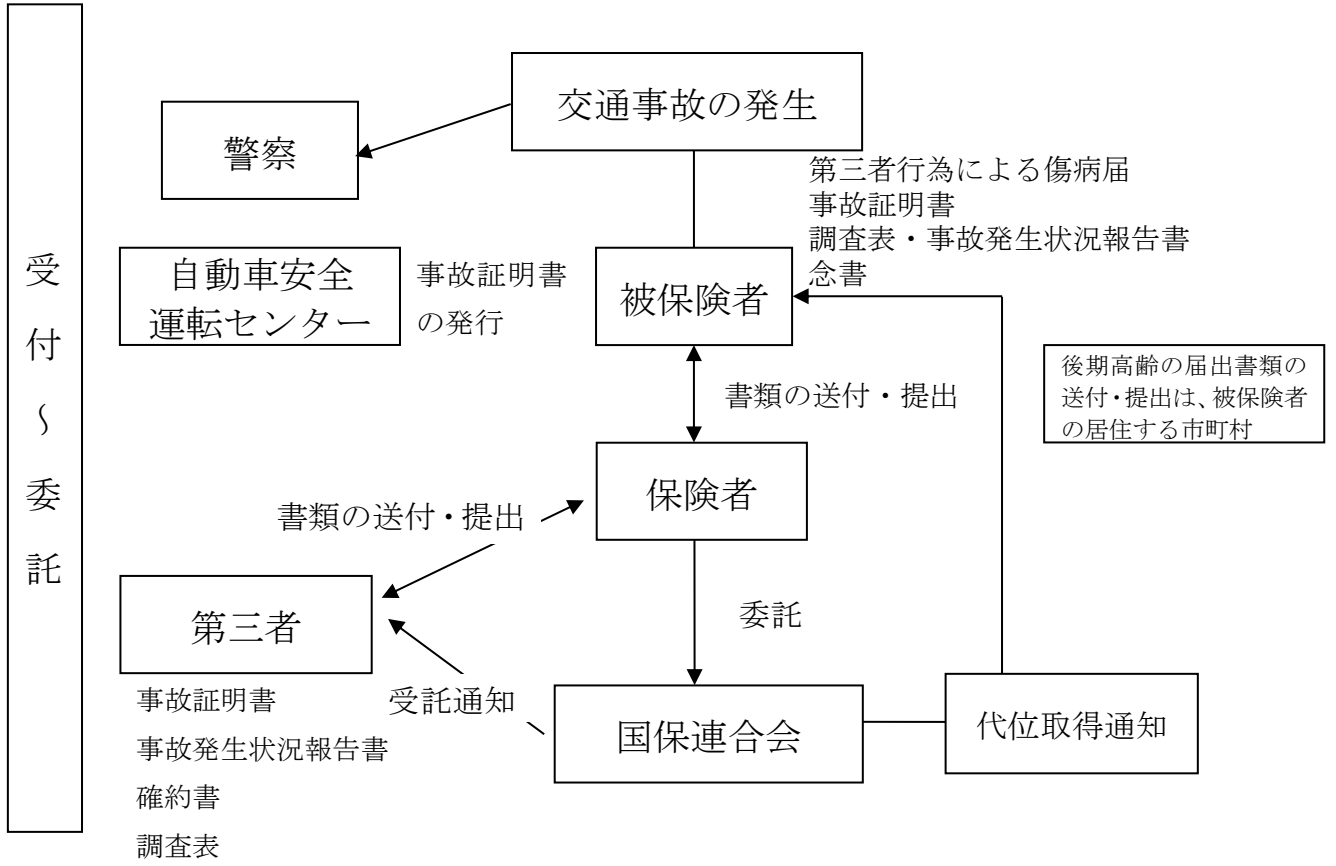 受付～委託
交通事故の発生
警察
第三者行為による傷病届
事故証明書
調査表・事故発生状況報告書
念書
自動車安全
運転センター
事故証明書
の発行
被保険者
後期高齢の届出書類の
送付・提出は、被保険者
の居住する市町村
書類の送付・提出
保険者
書類の送付・提出
第三者
委託
事故証明書
事故発生状況報告書
確約書
調査表
受託通知
国保連合会
代位取得通知